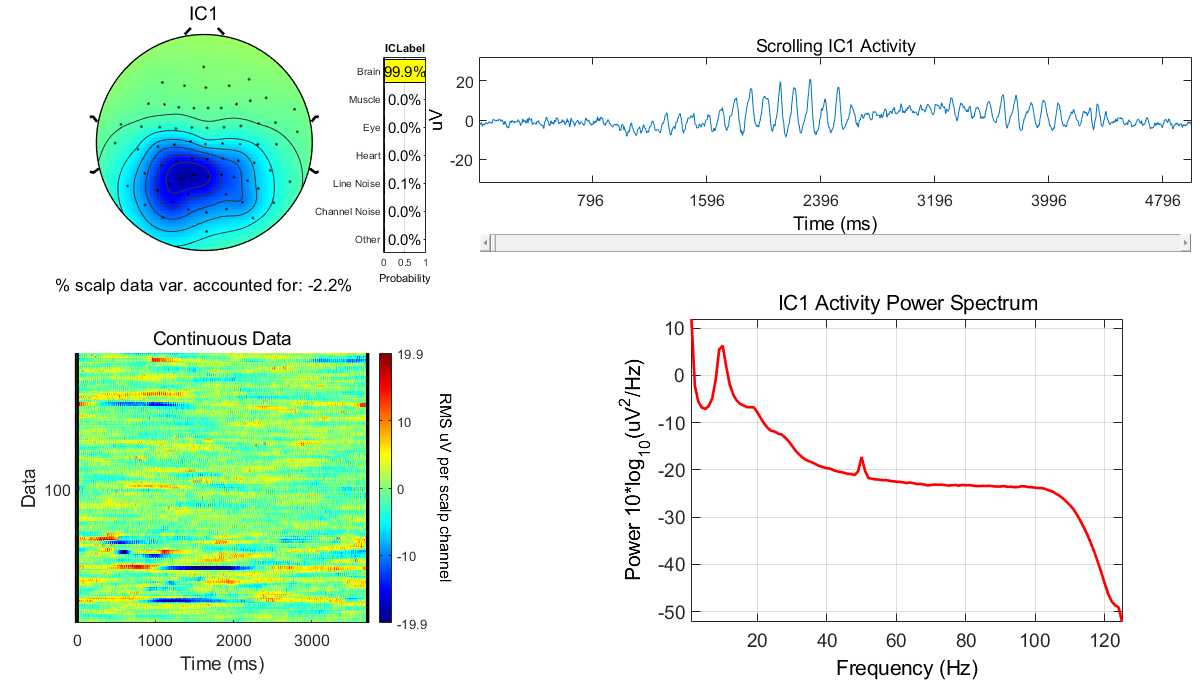 IC1
ICLabel
Brain 99.9%
Muscle 0.0%
Eye 0.0%
Heart 0.0%
Line Noise 0.1%
Channel Noise 0.0%
Other 0.0%
0 0.5 1
Probability
% scalp data var. accounted for: -2.2%
Scrolling IC1 Activity
uV
20
0
-20
796 1596 2396 3196 3996 4796
Time (ms)
Continuous Data
Data
100
0 1000 2000 3000
Time (ms)
19.9
10
5
0
-10
-19.9
RMS uV per scalp channel
IC1 Activity Power Spectrum
Power 10*log10(uV2/Hz)
10
0
-10
-20
-30
-40
-50
20 40 60 80 100 120
Frequency (Hz)